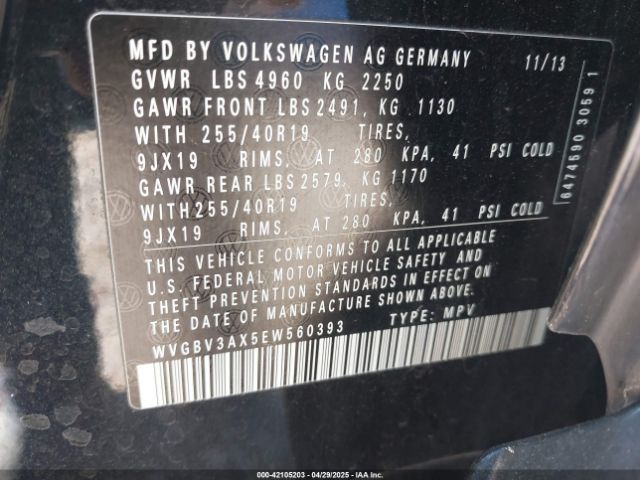 MFD BY VOLKSWAGEN AG GERMANY 11/13
GVWR LBS 4960 KG 2250
GAWR FRONT LBS 2491, KG 1130
WITH 255/40R19 TIRES,
9JX19 RIMS, AT 280 KPA, 41 PSI COLD
GAWR REAR LBS 2579, KG 1170
WITH 255/40R19 TIRES,
9JX19 RIMS, AT 280 KPA, 41 PSI COLD
THIS VEHICLE CONFORMS TO ALL APPLICABLE
U.S. FEDERAL MOTOR VEHICLE SAFETY AND
THEFT PREVENTION STANDARDS IN EFFECT ON
THE DATE OF MANUFACTURE SHOWN ABOVE.
WVGBV3AX5EW560393 TYPE: MPV
6474590 3059 1
000-42105203 - 04/29/2025 - IAAI.COM